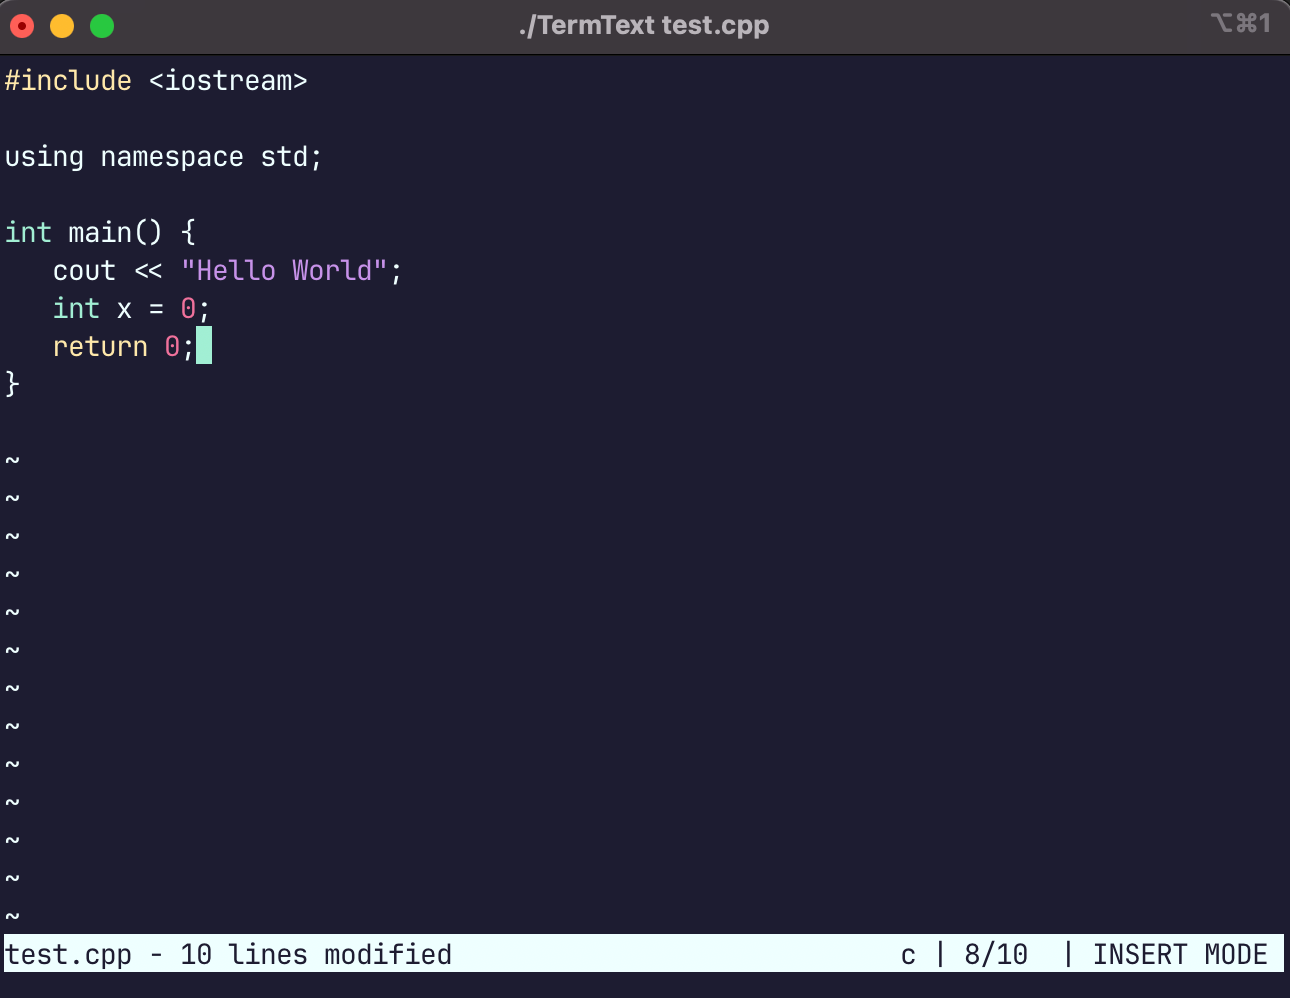 ./TermText test.cpp ⌥⌘1
#include <iostream>
using namespace std;
int main() {
   cout << "Hello World";
   int x = 0;
   return 0;
}
~
~
~
~
~
~
~
~
~
~
~
~
~
test.cpp - 10 lines modified c | 8/10 | INSERT MODE